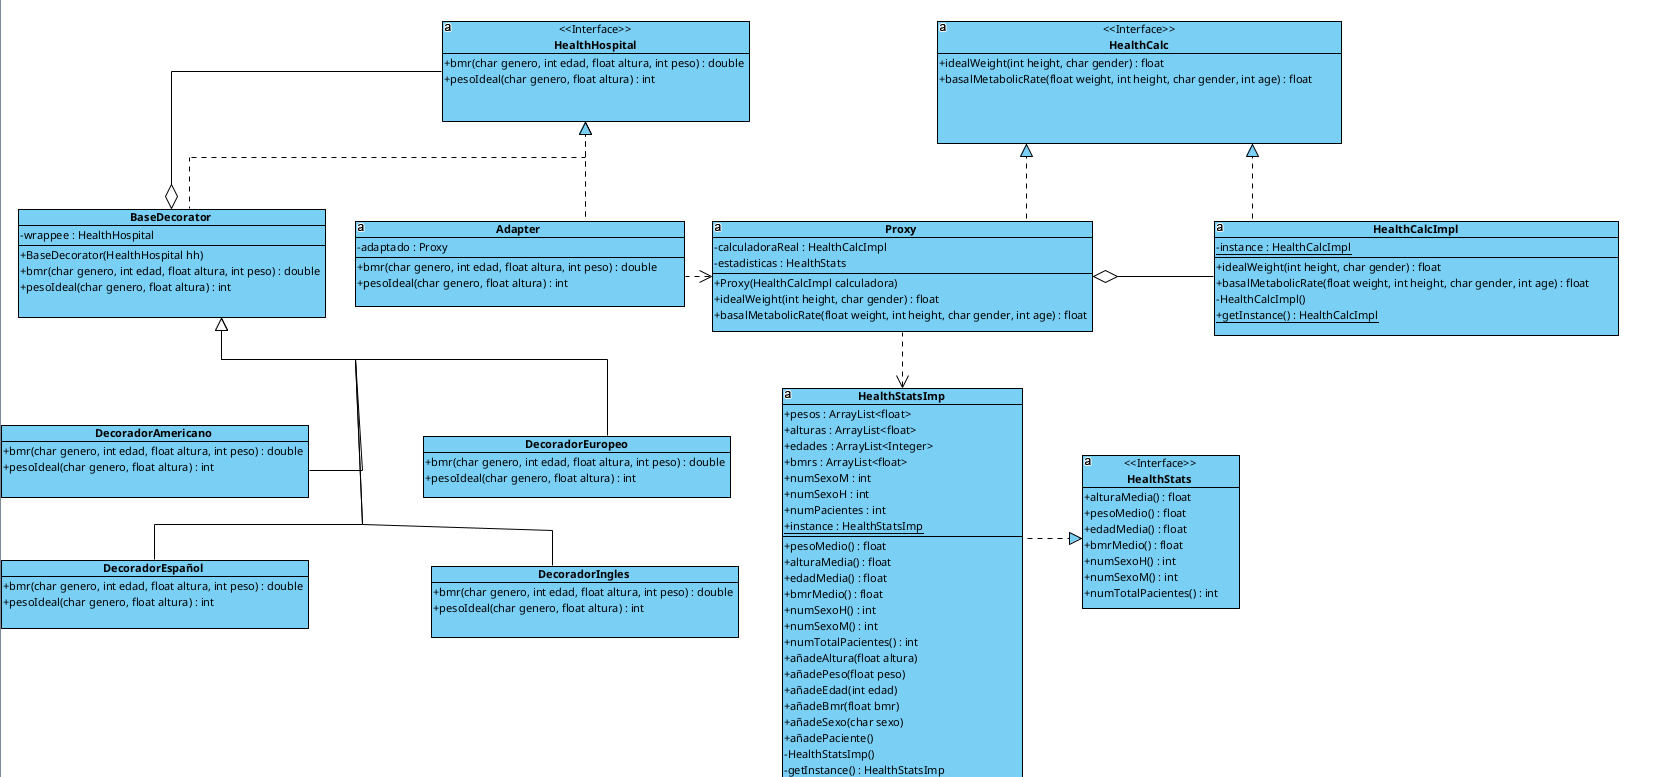 a
<<Interface>>
HealthHospital
+bmr(char genero, int edad, float altura, int peso) : double
+pesoIdeal(char genero, float altura) : int
a
<<Interface>>
HealthCalc
+idealWeight(int height, char gender) : float
+basalMetabolicRate(float weight, int height, char gender, int age) : float
BaseDecorator
-wrappee : HealthHospital
+BaseDecorator(HealthHospital hh)
+bmr(char genero, int edad, float altura, int peso) : double
+pesoIdeal(char genero, float altura) : int
a
Adapter
-adaptado : Proxy
+bmr(char genero, int edad, float altura, int peso) : double
+pesoIdeal(char genero, float altura) : int
a
Proxy
-calculadoraReal : HealthCalcImpl
-estadisticas : HealthStats
+Proxy(HealthCalcImpl calculadora)
+idealWeight(int height, char gender) : float
+basalMetabolicRate(float weight, int height, char gender, int age) : float
a
HealthCalcImpl
-instance : HealthCalcImpl
+idealWeight(int height, char gender) : float
+basalMetabolicRate(float weight, int height, char gender, int age) : float
-HealthCalcImpl()
+getInstance() : HealthCalcImpl
DecoradorAmericano
+bmr(char genero, int edad, float altura, int peso) : double
+pesoIdeal(char genero, float altura) : int
DecoradorEuropeo
+bmr(char genero, int edad, float altura, int peso) : double
+pesoIdeal(char genero, float altura) : int
DecoradorEspañol
+bmr(char genero, int edad, float altura, int peso) : double
+pesoIdeal(char genero, float altura) : int
DecoradorIngles
+bmr(char genero, int edad, float altura, int peso) : double
+pesoIdeal(char genero, float altura) : int
a
HealthStatsImp
+pesos : ArrayList<float>
+alturas : ArrayList<float>
+edades : ArrayList<Integer>
+bmrs : ArrayList<float>
+numSexoM : int
+numSexoH : int
+numPacientes : int
+instance : HealthStatsImp
+pesoMedio() : float
+alturaMedia() : float
+edadMedia() : float
+bmrMedio() : float
+numSexoH() : int
+numSexoM() : int
+numTotalPacientes() : int
+añadeAltura(float altura)
+añadePeso(float peso)
+añadeEdad(int edad)
+añadeBmr(float bmr)
+añadeSexo(char sexo)
+añadePaciente()
-HealthStatsImp()
-getInstance() : HealthStatsImp
a
<<Interface>>
HealthStats
+alturaMedia() : float
+pesoMedio() : float
+edadMedia() : float
+bmrMedio() : float
+numSexoH() : int
+numSexoM() : int
+numTotalPacientes() : int